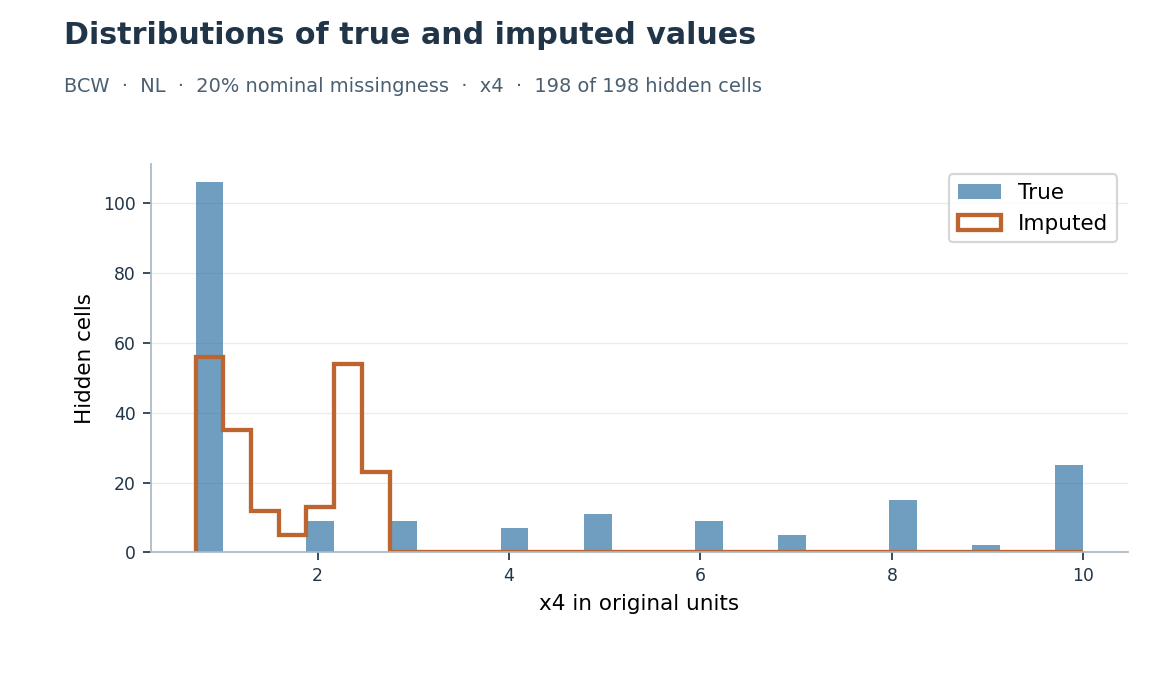 Distributions of true and imputed values
BCW · NL · 20% nominal missingness · x4 · 198 of 198 hidden cells
True
Imputed
Hidden cells
100
80
60
40
20
0
2
4
6
8
10
x4 in original units